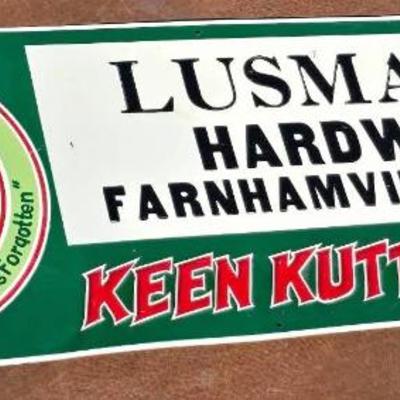 LUSMA
HARDW
FARNHAMVI
KEEN KUTT
Forgotten"